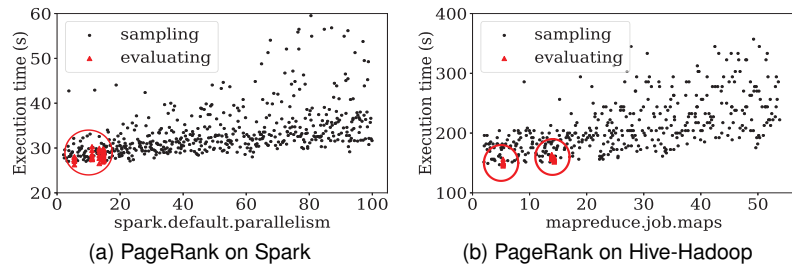 60
50
40
30
20
Execution time (s)
sampling
evaluating
0 20 40 60 80 100
spark.default.parallelism
(a) PageRank on Spark
400
300
200
100
Execution time (s)
sampling
evaluating
0 10 20 30 40 50
mapreduce.job.maps
(b) PageRank on Hive-Hadoop